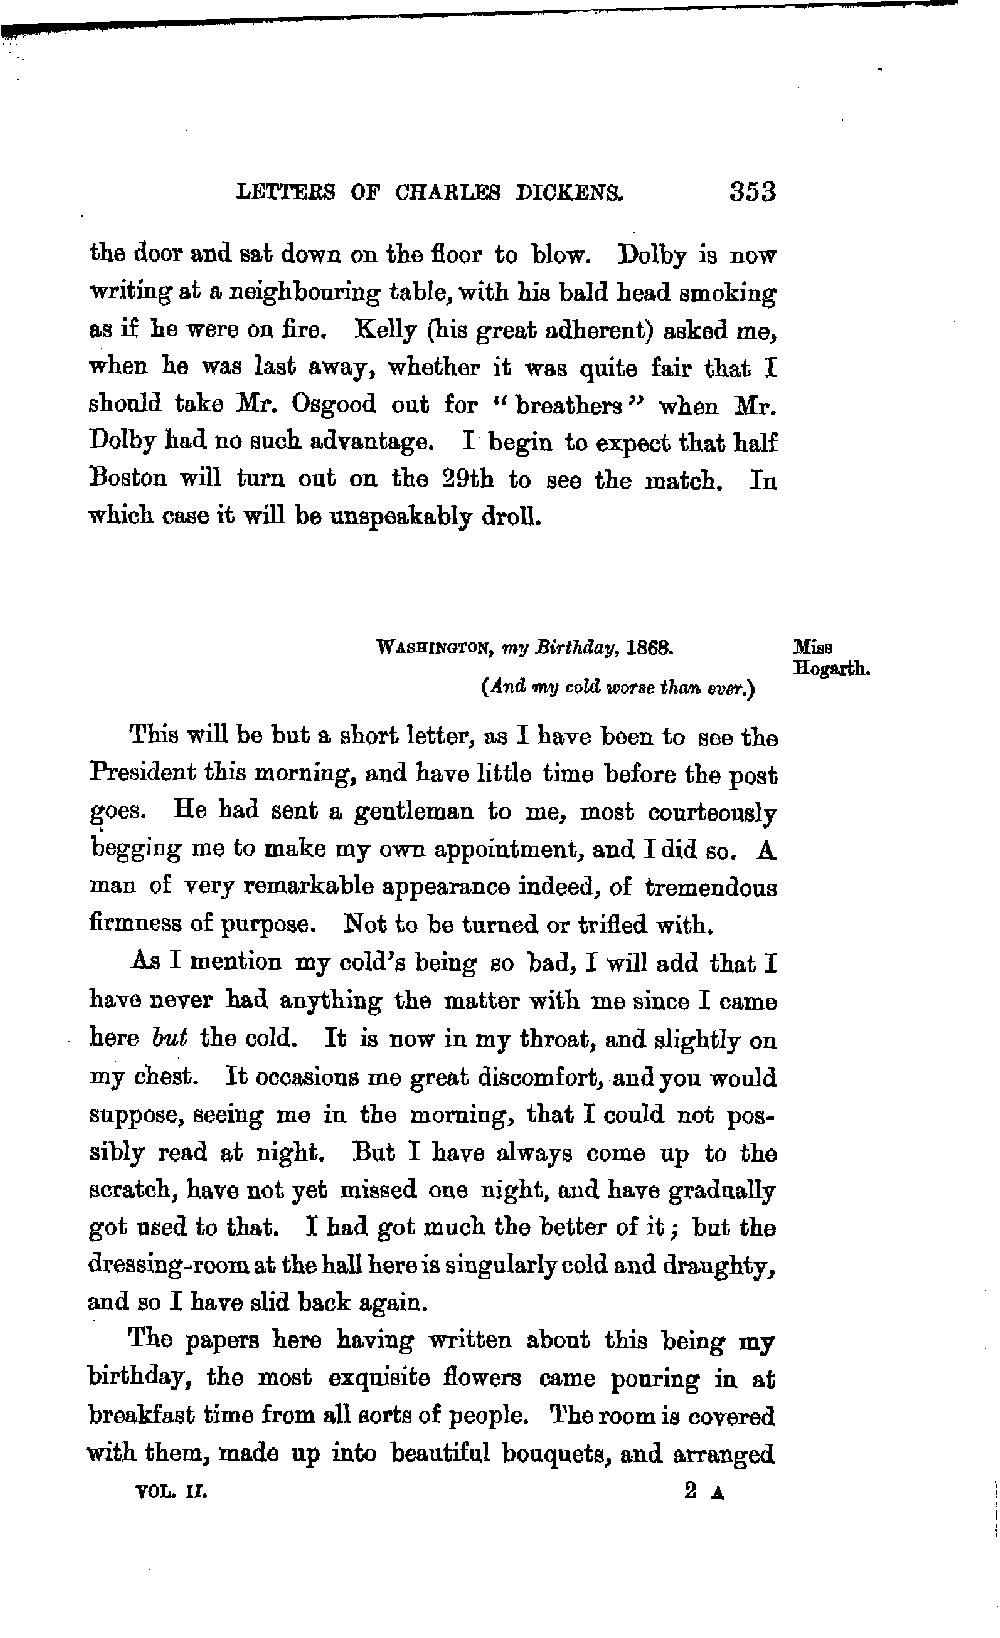 LETTERS OF CHARLES DICKENS. 353
the door and sat down on the floor to blow. Dolby is now
writing at a neighbouring table, with his bald head smoking
as if he were on fire. Kelly (his great adherent) asked me,
when he was last away, whether it was quite fair that I
should take Mr. Osgood out for “ breathers ” when Mr.
Dolby had no such advantage. I begin to expect that half
Boston will turn out on the 29th to see the match. In
which case it will be unspeakably droll.
Washington, my Birthday, 1868.
Miss
Hogarth.
(And my cold worse than ever.)
This will be but a short letter, as I have been to see the
President this morning, and have little time before the post
goes. He had sent a gentleman to me, most courteously
begging me to make my own appointment, and I did so. A
man of very remarkable appearance indeed, of tremendous
firmness of purpose. Not to be turned or trifled with.
As I mention my cold’s being so bad, I will add that I
have never had anything the matter with me since I came
here but the cold. It is now in my throat, and slightly on
my chest. It occasions me great discomfort, and you would
suppose, seeing me in the morning, that I could not pos-
sibly read at night. But I have always come up to the
scratch, have not yet missed one night, and have gradually
got used to that. I had got much the better of it ; but the
dressing-room at the hall here is singularly cold and draughty,
and so I have slid back again.
The papers here having written about this being my
birthday, the most exquisite flowers came pouring in at
breakfast time from all sorts of people. The room is covered
with them, made up into beautiful bouquets, and arranged
VOL. II. 2 A